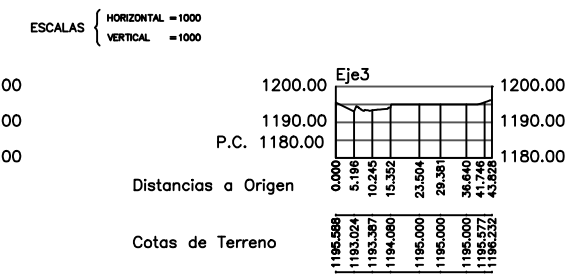 ESCALAS { HORIZONTAL =1000
VERTICAL =1000
Eje3
00 1200.00 1200.00
00 1190.00 1190.00
P.C. 1180.00
00 1180.00
Distancias a Origen 0.000 5.196 10.245 15.352 23.504 29.381 36.640 41.746 43.828
Cotas de Terreno 1195.588 1193.024 1193.387 1194.080 1195.000 1195.000 1195.000 1195.577 1196.232